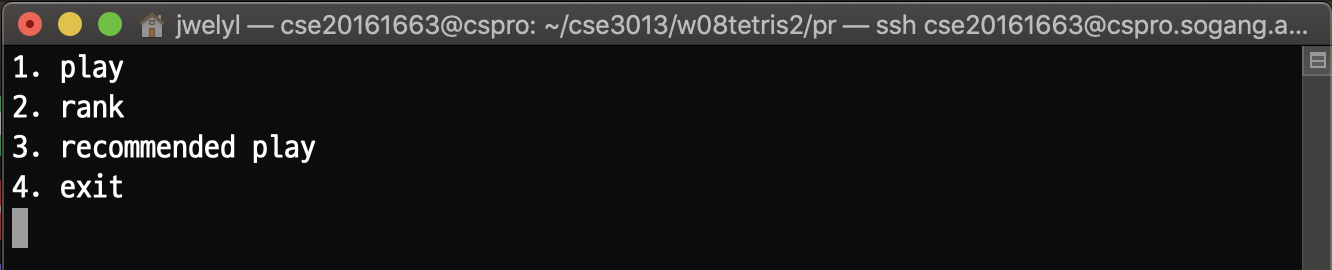 jwelyl — cse20161663@cspro: ~/cse3013/w08tetris2/pr — ssh cse20161663@cspro.sogang.a...
1. play
2. rank
3. recommended play
4. exit